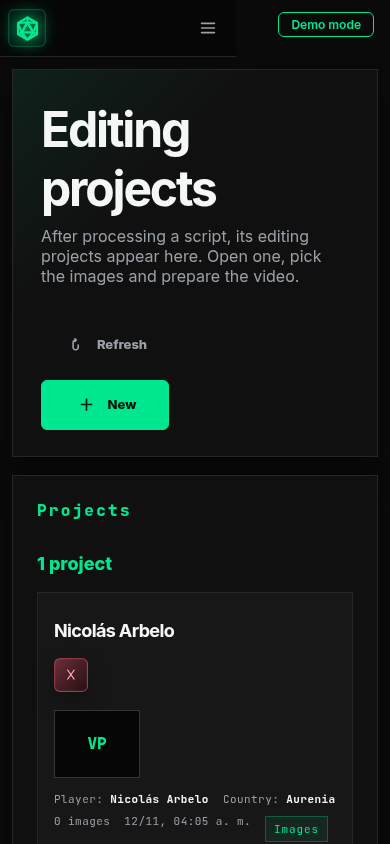 Demo mode
Editing
projects
After processing a script, its editing
projects appear here. Open one, pick
the images and prepare the video.
Refresh
New
Projects
1 project
Nicolás Arbelo
X
VP
Player: Nicolás Arbelo Country: Aurenia
0 images 12/11, 04:05 a. m. Images